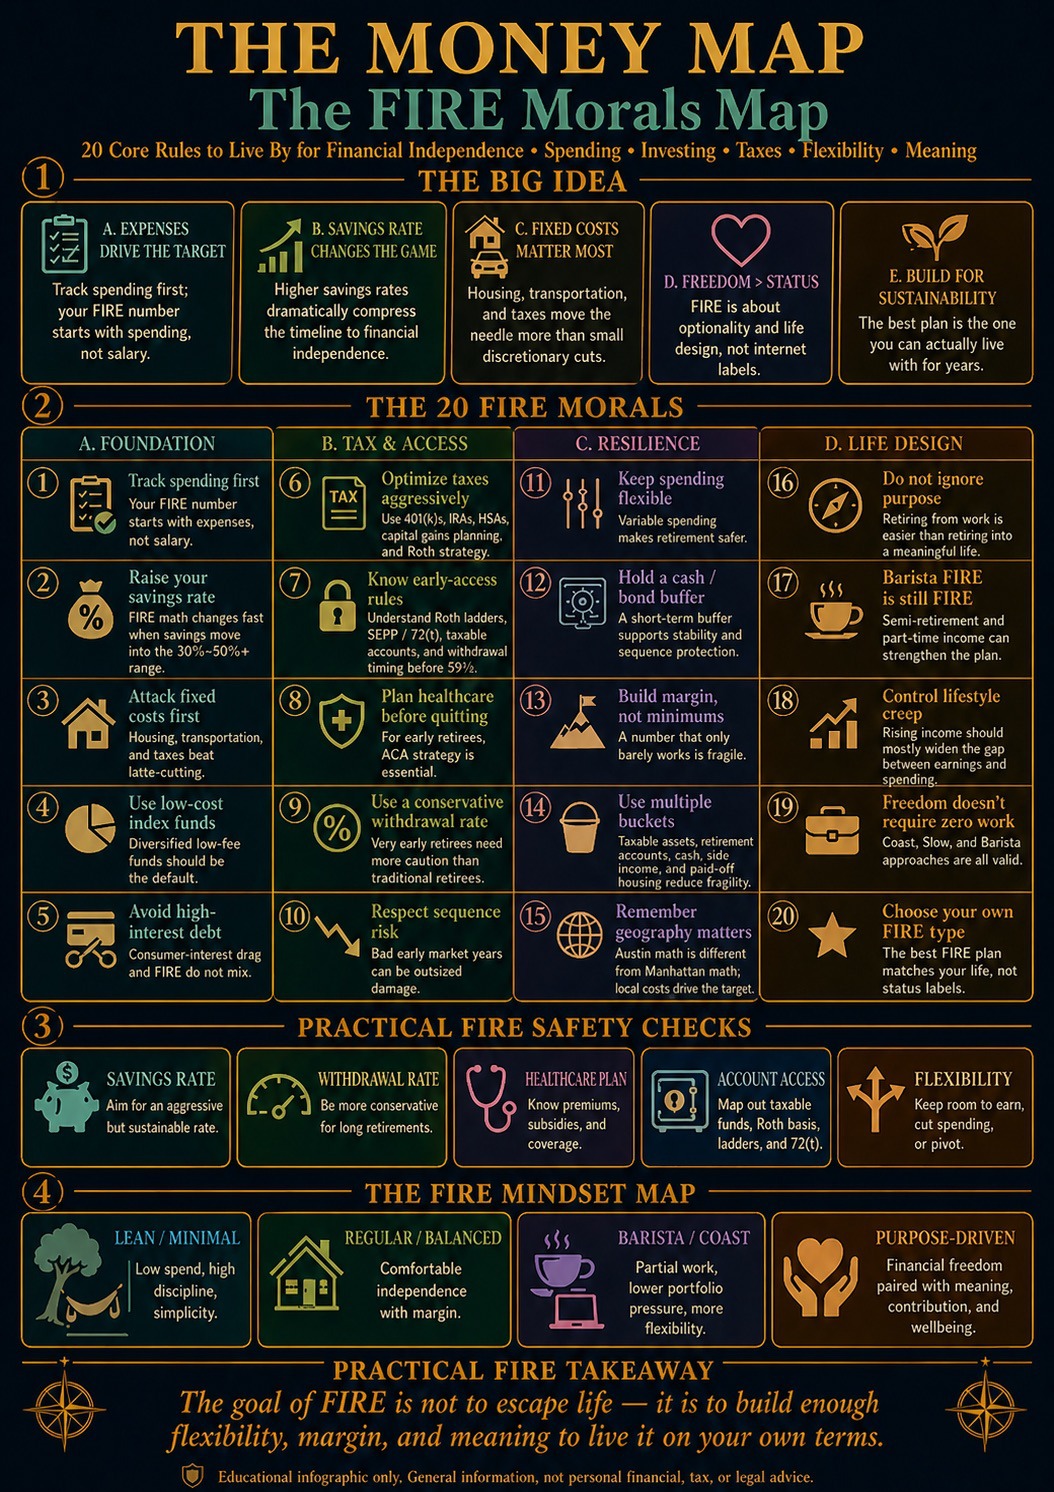 THE MONEY MAP
The FIRE Morals Map
20 Core Rules to Live By for Financial Independence • Spending • Investing • Taxes • Flexibility • Meaning
1
THE BIG IDEA
A. EXPENSES
DRIVE THE TARGET
Track spending first;
your FIRE number
starts with spending,
not salary.
B. SAVINGS RATE
CHANGES THE GAME
Higher savings rates
dramatically compress
the timeline to financial
independence.
C. FIXED COSTS
MATTER MOST
Housing, transportation,
and taxes move the
needle more than small
discretionary cuts.
D. FREEDOM > STATUS
FIRE is about
optionality and life
design, not internet
labels.
E. BUILD FOR
SUSTAINABILITY
The best plan is the one
you can actually live
with for years.
2
THE 20 FIRE MORALS
A. FOUNDATION
1
Track spending first
Your FIRE number
starts with expenses,
not salary.
2
Raise your
savings rate
FIRE math changes fast
when savings move
into the 30%~50%+
range.
3
Attack fixed
costs first
Housing, transportation,
and taxes beat
latte-cutting.
4
Use low-cost
index funds
Diversified low-fee
funds should be
the default.
5
Avoid high-
interest debt
Consumer-interest drag
and FIRE do not mix.
B. TAX & ACCESS
6
TAX
Optimize taxes
aggressively
Use 401(k)s, IRAs, HSAs,
capital gains planning,
and Roth strategy.
7
Know early-access
rules
Understand Roth ladders,
SEPP / 72(t), taxable
accounts, and withdrawal
timing before 59½.
8
Plan healthcare
before quitting
For early retirees,
ACA strategy is
essential.
9
%
Use a conservative
withdrawal rate
Very early retirees need
more caution than
traditional retirees.
10
Respect sequence
risk
Bad early market years
can be outsized
damage.
C. RESILIENCE
11
Keep spending
flexible
Variable spending
makes retirement safer.
12
Hold a cash /
bond buffer
A short-term buffer
supports stability and
sequence protection.
13
Build margin,
not minimums
A number that only
barely works is fragile.
14
Use multiple
buckets
Taxable assets, retirement
accounts, cash, side
income, and paid-off
housing reduce fragility.
15
Remember
geography matters
Austin math is different
from Manhattan math;
local costs drive the target.
D. LIFE DESIGN
16
Do not ignore
purpose
Retiring from work is
easier than retiring into
a meaningful life.
17
Barista FIRE
is still FIRE
Semi-retirement and
part-time income can
strengthen the plan.
18
Control lifestyle
creep
Rising income should
mostly widen the gap
between earnings and
spending.
19
Freedom doesn't
require zero work
Coast, Slow, and Barista
approaches are all valid.
20
Choose your own
FIRE type
The best FIRE plan
matches your life, not
status labels.
3
PRACTICAL FIRE SAFETY CHECKS
$
SAVINGS RATE
Aim for an aggressive
but sustainable rate.
WITHDRAWAL RATE
Be more conservative
for long retirements.
HEALTHCARE PLAN
Know premiums,
subsidies, and
coverage.
ACCOUNT ACCESS
Map out taxable
funds, Roth basis,
ladders, and 72(t).
FLEXIBILITY
Keep room to earn,
cut spending,
or pivot.
4
THE FIRE MINDSET MAP
LEAN / MINIMAL
Low spend, high
discipline,
simplicity.
REGULAR / BALANCED
Comfortable
independence
with margin.
BARISTA / COAST
Partial work,
lower portfolio
pressure, more
flexibility.
PURPOSE-DRIVEN
Financial freedom
paired with meaning,
contribution, and
wellbeing.
PRACTICAL FIRE TAKEAWAY
The goal of FIRE is not to escape life — it is to build enough
flexibility, margin, and meaning to live it on your own terms.
Educational infographic only. General information, not personal financial, tax, or legal advice.